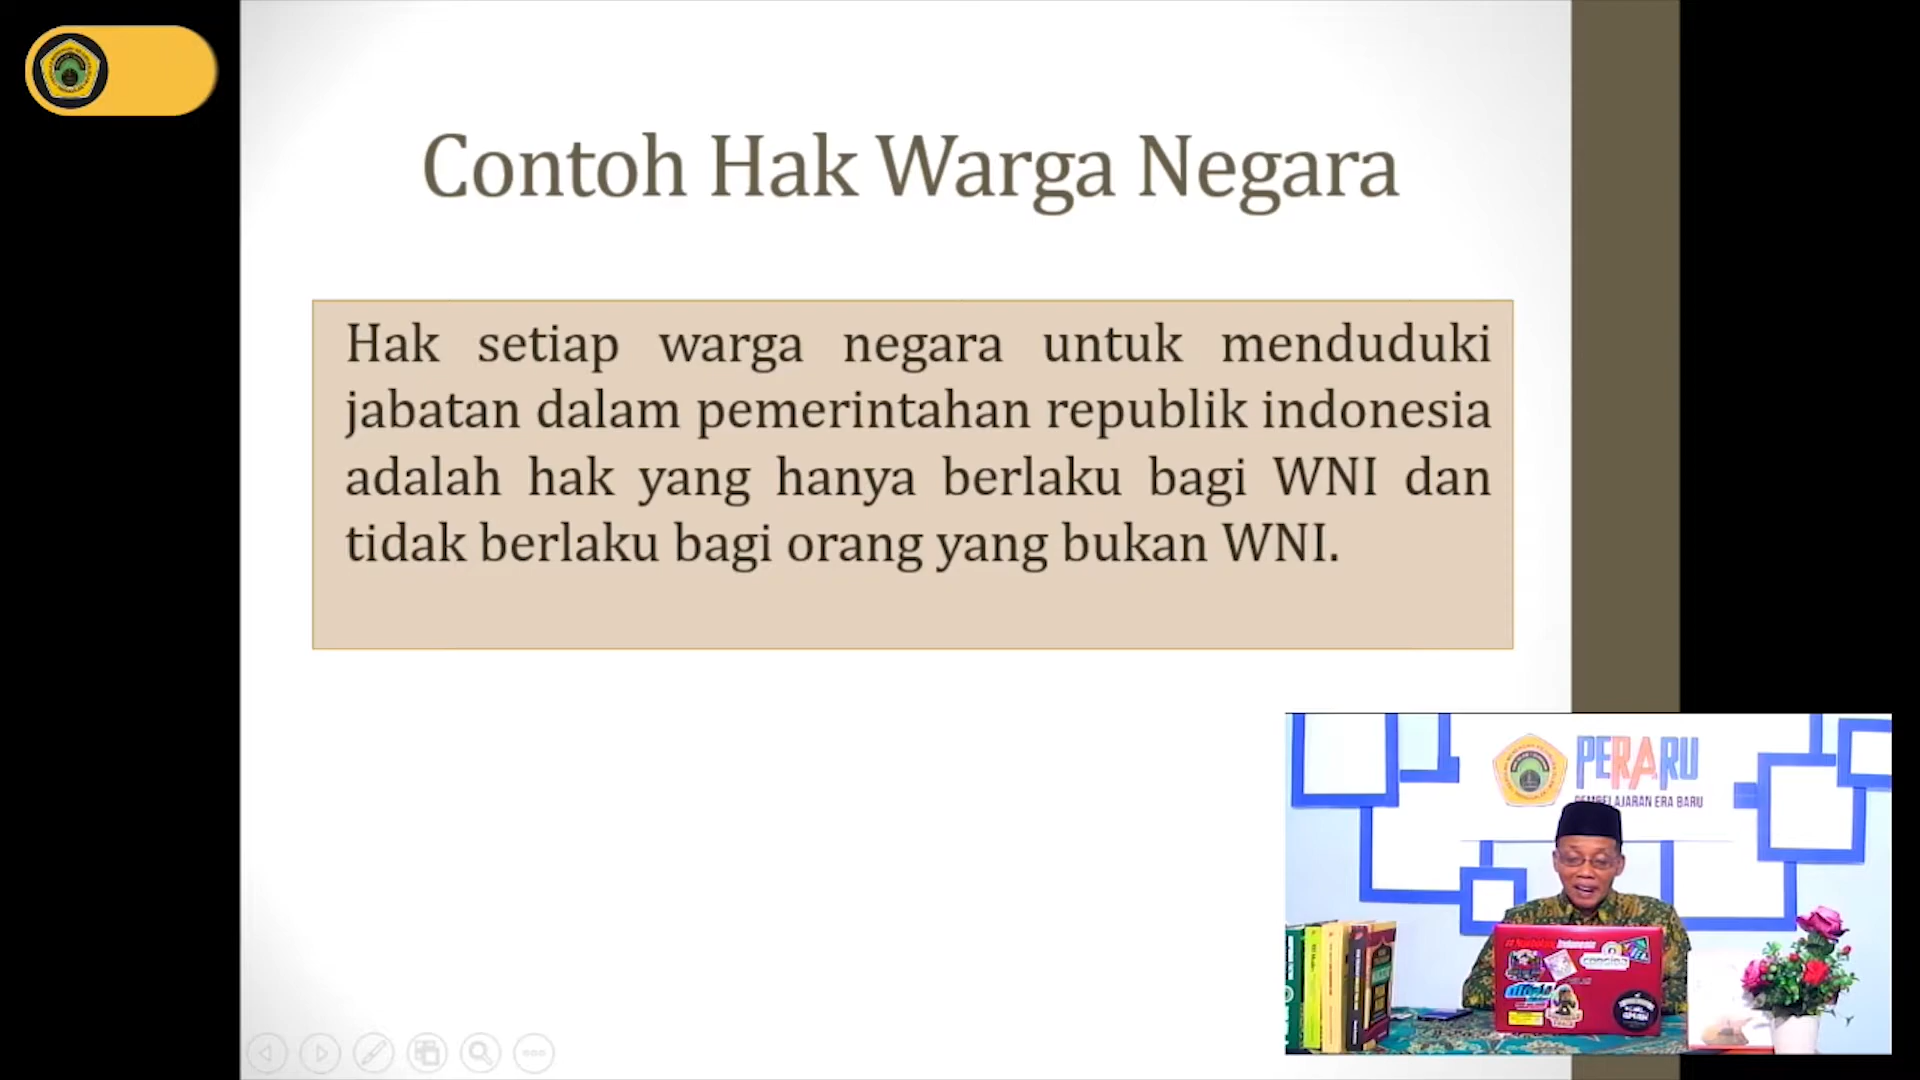 Contoh Hak Warga Negara
Hak setiap warga negara untuk menduduki
jabatan dalam pemerintahan republik indonesia
adalah hak yang hanya berlaku bagi WNI dan
tidak berlaku bagi orang yang bukan WNI.
PERARU
PEMBELAJARAN ERA BARU